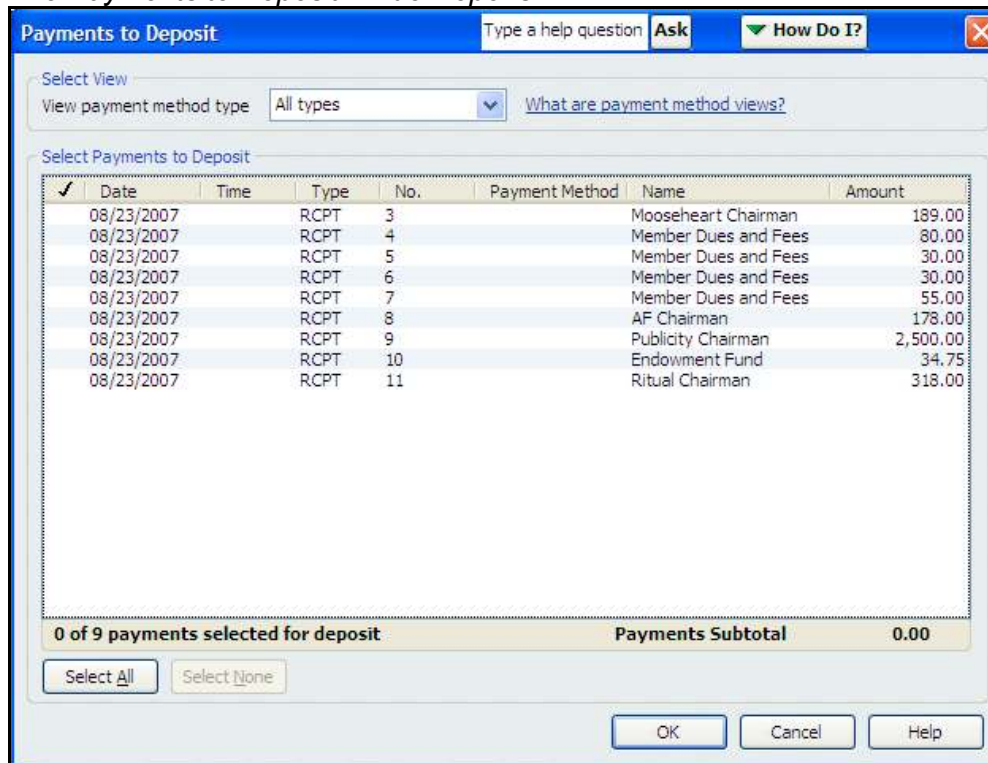 Payments to Deposit Type a help question Ask How Do I?
Select View
View payment method type All types What are payment method views?
Select Payments to Deposit
✓ Date Time Type No. Payment Method Name Amount
08/23/2007 RCPT 3 Mooseheart Chairman 189.00
08/23/2007 RCPT 4 Member Dues and Fees 80.00
08/23/2007 RCPT 5 Member Dues and Fees 30.00
08/23/2007 RCPT 6 Member Dues and Fees 30.00
08/23/2007 RCPT 7 Member Dues and Fees 55.00
08/23/2007 RCPT 8 AF Chairman 178.00
08/23/2007 RCPT 9 Publicity Chairman 2,500.00
08/23/2007 RCPT 10 Endowment Fund 34.75
08/23/2007 RCPT 11 Ritual Chairman 318.00
0 of 9 payments selected for deposit Payments Subtotal 0.00
Select All Select None
OK Cancel Help